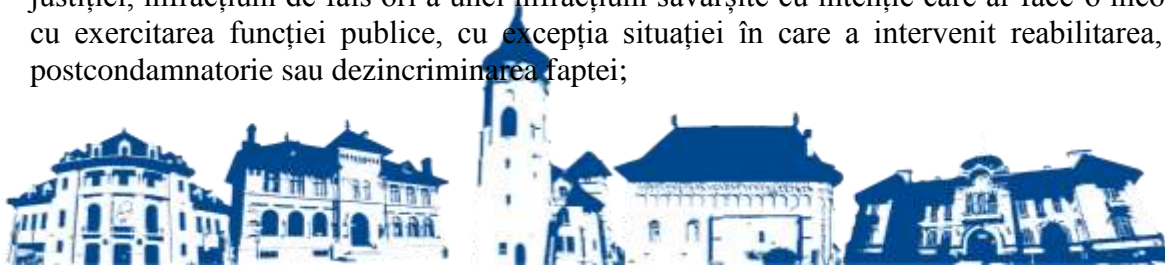 justiției, infracțiuni de fals ori a unei infracțiuni săvârșite cu intenție care ar face o
cu exercitarea funcției publice, cu excepția situației în care a intervenit reabilitarea,
postcondamnatorie sau dezincriminarea faptei;